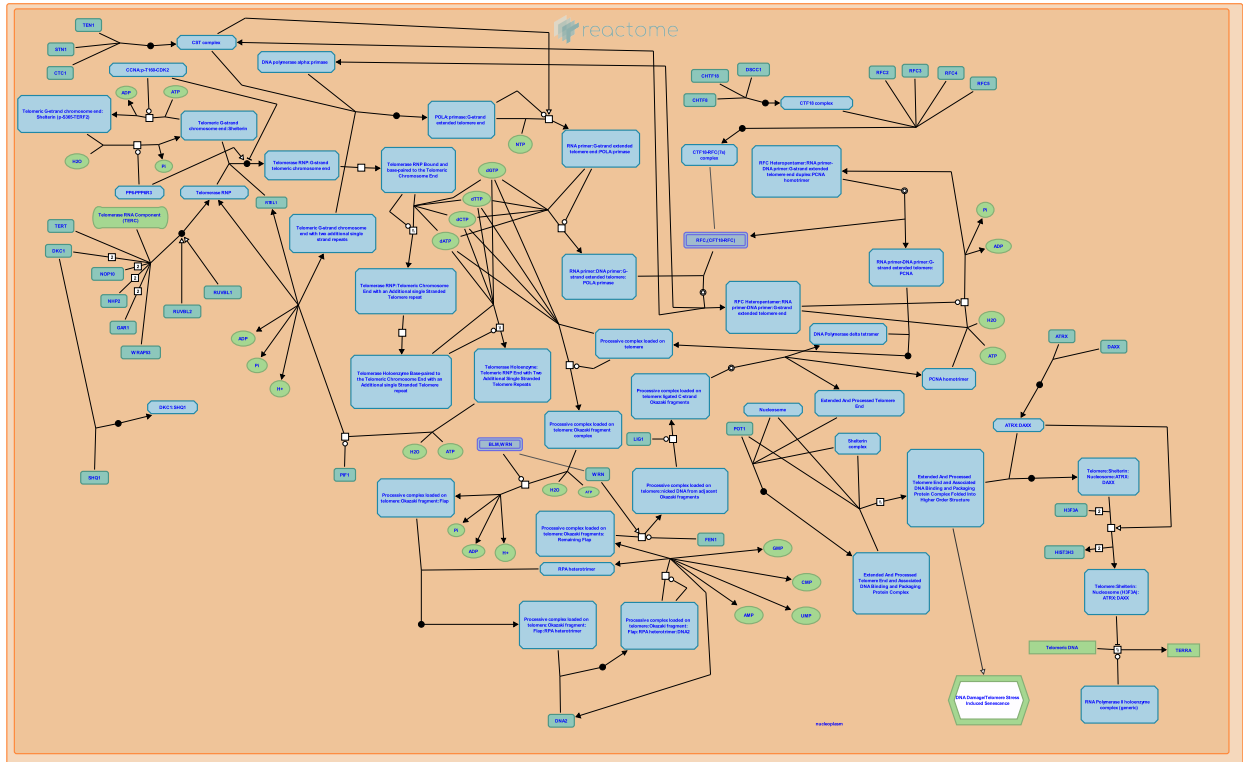 reactome
TEN1
STN1
CTC1
CST complex
DNA polymerase alpha:primase
CCNA:p-T160-CDK2
ADP
ATP
Telomeric G-strand chromosome end:
Shelterin (p-S365-TERF2)
Telomeric G-strand
chromosome end:Shelterin
H2O
Pi
PP6-PPP6R3
Telomerase RNP:G-strand
telomeric chromosome end
Telomerase RNP Bound and
base-paired to the Telomeric
Chromosome End
POLA primase:G-strand
extended telomere end
NTP
RNA primer:G-strand extended
telomere end:POLA primase
CHTF18
DSCC1
CHTF8
CTF18 complex
RFC2
RFC3
RFC4
RFC5
CTF18-RFC(7s)
complex
RFC Heteropentamer:RNA primer-
DNA primer:G-strand extended
telomere end duplex:PCNA
homotrimer
Telomerase RNP
RTEL1
Telomerase RNA Component
(TERC)
TERT
DKC1
NOP10
NHP2
GAR1
WRAP53
2
2
2
2
RUVBL1
RUVBL2
Telomeric G-strand chromosome
end with two additional single
strand repeats
dGTP
dTTP
dCTP
dATP
RNA primer:DNA primer:G-
strand extended telomere:
POLA primase
RFC,(CFT18-RFC)
RNA primer-DNA primer:G-
strand extended telomere:
PCNA
Pi
ADP
H2O
ATP
RFC Heteropentamer:RNA
primer-DNA primer:G-strand
extended telomere end
DNA Polymerase delta tetramer
Processive complex loaded on
telomere
PCNA homotrimer
Telomerase RNP:Telomeric Chromosome
End with an Additional single Stranded
Telomere repeat
Telomerase Holoenzyme Base-paired to
the Telomeric Chromosome End with an
Additional single Stranded Telomere
repeat
Telomerase Holoenzyme:
Telomeric RNP End with Two
Additional Single Stranded
Telomere Repeats
ADP
Pi
H+
DKC1:SHQ1
SHQ1
PIF1
H2O
ATP
BLM,WRN
WRN
H2O
ATP
Processive complex loaded on
telomere:Okazaki fragment
complex
Processive complex loaded on
telomere:ligated C-strand
Okazaki fragments
LIG1
Processive complex loaded on
telomere:nicked DNA from adjacent
Okazaki fragments
Processive complex loaded on
telomere:Okazaki fragment:Flap
Pi
ADP
H+
Processive complex loaded on
telomere:Okazaki fragments:
Remaining Flap
FEN1
RPA heterotrimer
GMP
CMP
UMP
AMP
Processive complex loaded on
telomere:Okazaki fragment:
Flap:RPA heterotrimer
Processive complex loaded on
telomere:Okazaki fragment:
Flap:RPA heterotrimer:DNA2
DNA2
Nucleosome
POT1
Shelterin
complex
Extended And Processed Telomere
End
Extended And Processed
Telomere End and Associated
DNA Binding and Packaging
Protein Complex Folded Into
Higher Order Structure
Extended And Processed
Telomere End and Associated
DNA Binding and Packaging
Protein Complex
ATRX
DAXX
ATRX:DAXX
Telomere:Shelterin:
Nucleosome:ATRX:
DAXX
H3F3A
HIST3H3
2
2
Telomere:Shelterin:
Nucleosome (H3F3A):
ATRX:DAXX
Telomeric DNA
TERRA
RNA Polymerase II holoenzyme
complex (generic)
DNA Damage/Telomere Stress
Induced Senescence
nucleoplasm